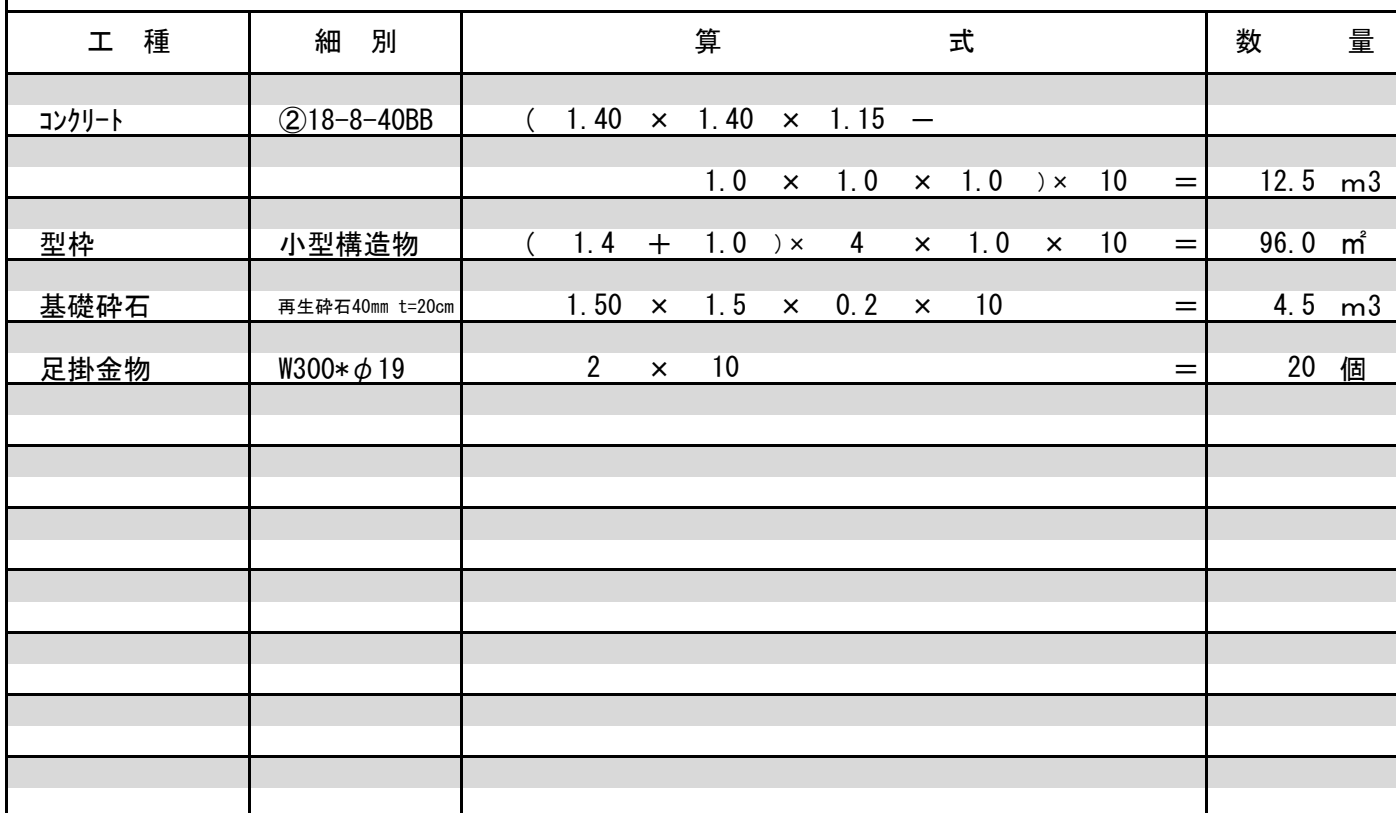 工 種 細 別 算 式 数 量
ｺﾝｸﾘｰﾄ ②18-8-40BB ( 1.40 × 1.40 × 1.15 −
1.0 × 1.0 × 1.0 )× 10 = 12.5 m3
型枠 小型構造物 ( 1.4 + 1.0 )× 4 × 1.0 × 10 = 96.0 ㎡
基礎砕石 再生砕石40mm t=20cm 1.50 × 1.5 × 0.2 × 10 = 4.5 m3
足掛金物 W300*φ19 2 × 10 = 20 個